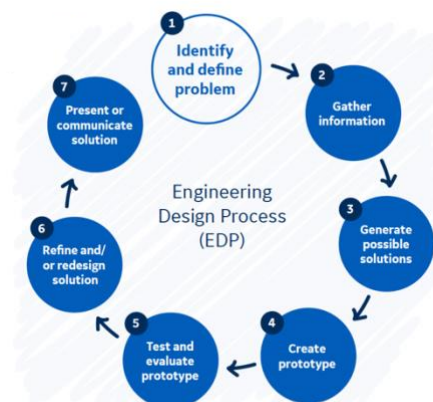 1
Identify
and define
problem
2
Gather
information
3
Generate
possible
solutions
4
Create
prototype
5
Test and
evaluate
prototype
6
Refine and/
or redesign
solution
7
Present or
communicate
solution
Engineering
Design Process
(EDP)